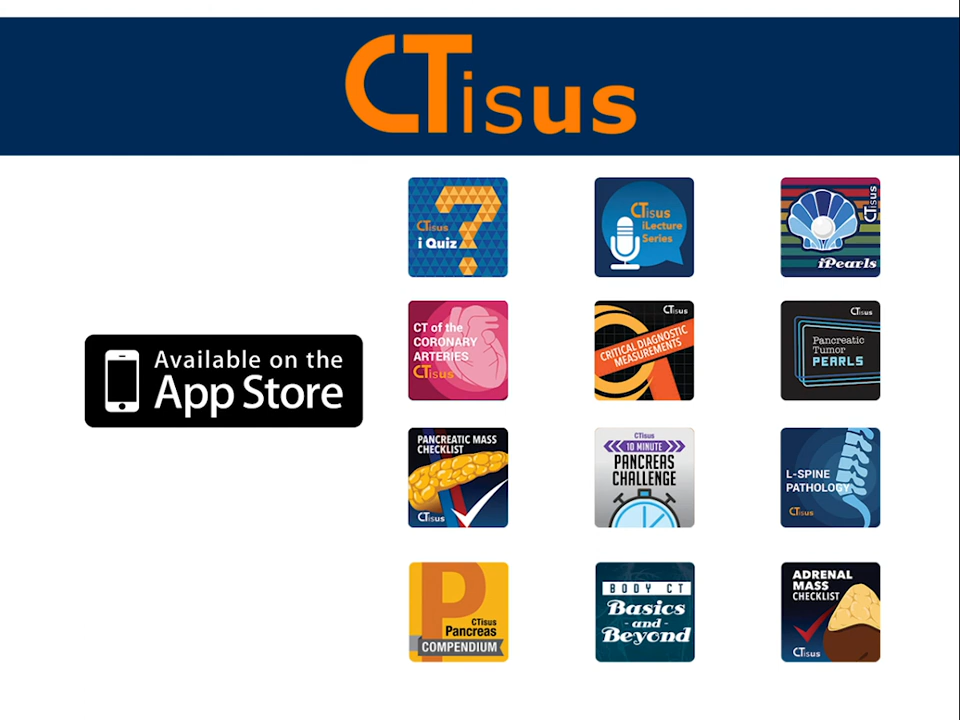 CTisus
?
CTisus
i Quiz
CTisus
iLecture
Series
CTisus
iPearls
Available on the
App Store
CT of the
CORONARY
ARTERIES
CTisus
CTisus
CRITICAL DIAGNOSTIC
MEASUREMENTS
CTisus
Pancreatic
Tumor
PEARLS
PANCREATIC MASS
CHECKLIST
CTisus
CTisus
10 MINUTE
PANCREAS
CHALLENGE
L-SPINE
PATHOLOGY
CTisus
P
CTisus
Pancreas
COMPENDIUM
BODY CT
Basics
- and -
Beyond
ADRENAL
MASS
CHECKLIST
CTisus